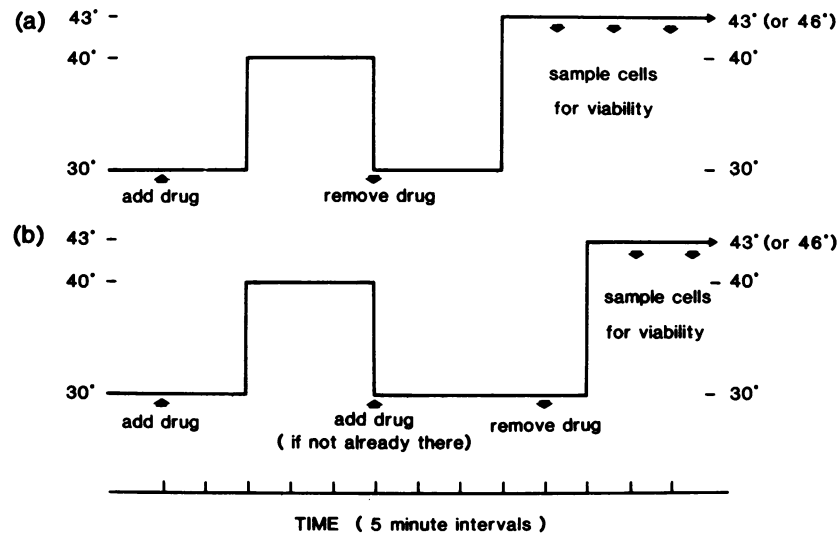 (a)
43°
43° (or 46°)
40°
40°
sample cells
for viability
30°
30°
add drug
remove drug
(b)
43°
43° (or 46°)
40°
40°
sample cells
for viability
30°
30°
add drug
add drug
( if not already there)
remove drug
TIME ( 5 minute intervals )